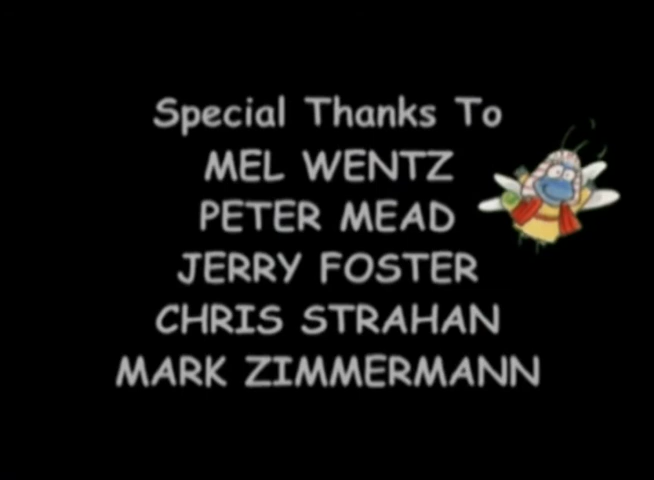 Special Thanks To
MEL WENTZ
PETER MEAD
JERRY FOSTER
CHRIS STRAHAN
MARK ZIMMERMANN